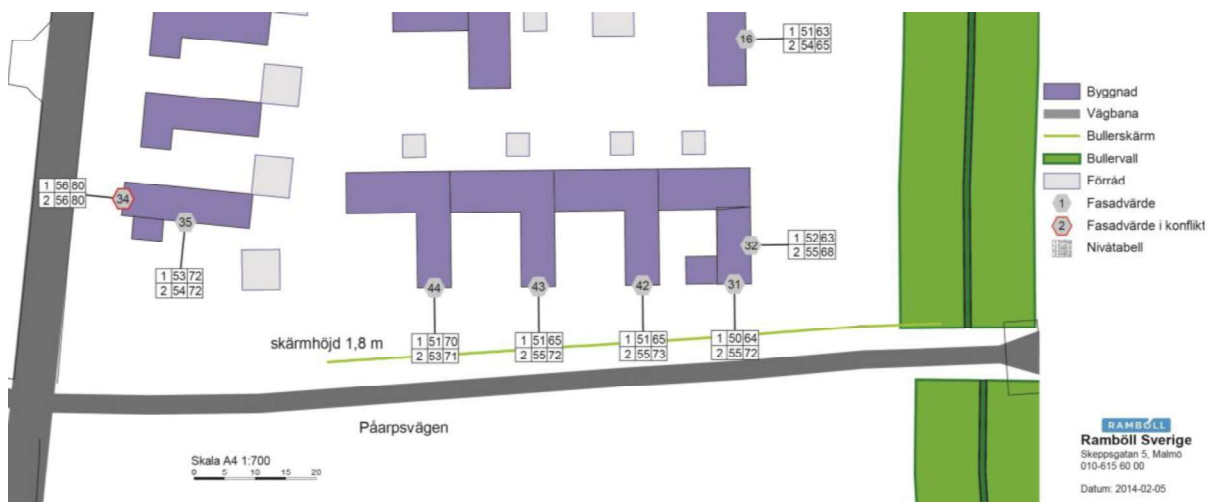 16
1 51 63
2 54 65
Byggnad
Vägbana
Bullerskärm
Bullervall
Förråd
1 Fasadvärde
2 Fasadvärde i konflikt
Nivåtabell
1 56 80
2 56 80
34
35
1 53 72
2 54 72
32
1 52 63
2 55 68
44
43
42
31
1 51 70
2 53 71
1 51 65
2 55 72
1 51 65
2 55 73
1 50 64
2 55 72
skärmhöjd 1,8 m
Påarpsvägen
Skala A4 1:700
0 5 10 15 20
RAMBÖLL
Ramböll Sverige
Skeppsgatan 5, Malmö
010-615 60 00
Datum: 2014-02-05